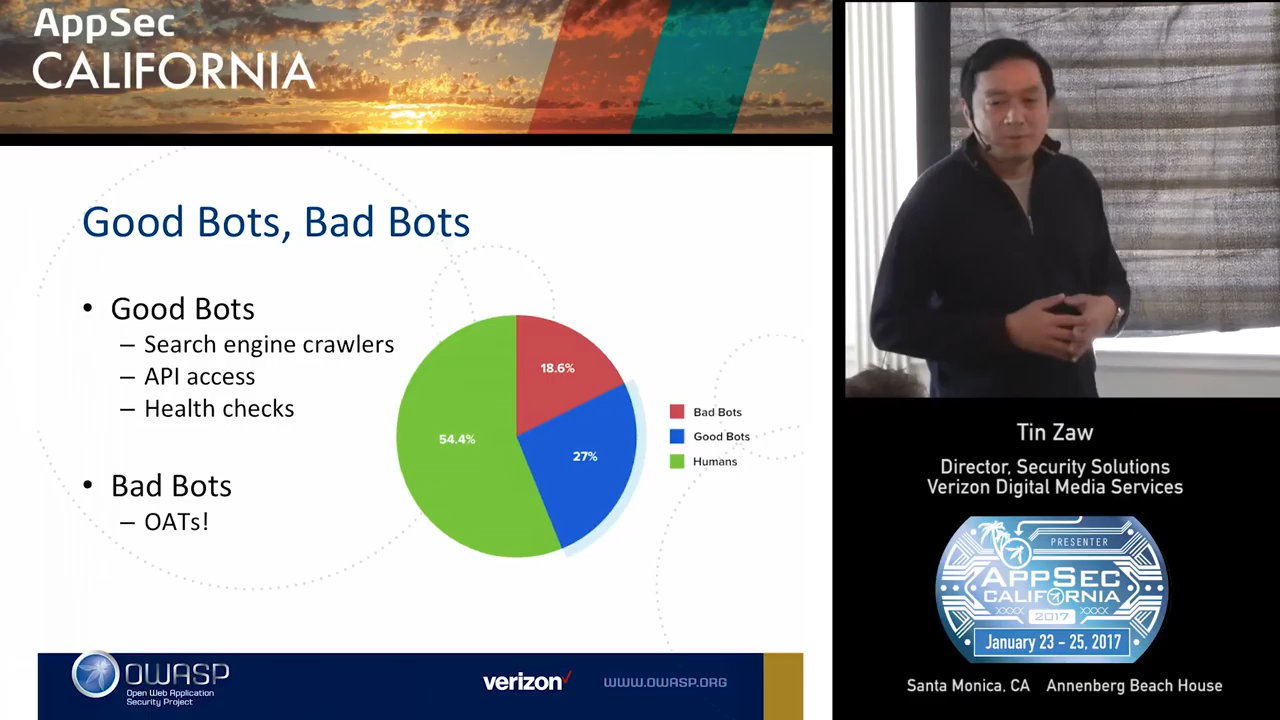 AppSec
CALIFORNIA
Good Bots, Bad Bots
• Good Bots
– Search engine crawlers
– API access
– Health checks
• Bad Bots
– OATs!
18.6%
27%
54.4%
Bad Bots
Good Bots
Humans
OWASP
Open Web Application
Security Project
verizon
WWW.OWASP.ORG
Tin Zaw
Director, Security Solutions
Verizon Digital Media Services
PRESENTER
APPSEC
CALIFORNIA
2017
January 23 - 25, 2017
Santa Monica, CA Annenberg Beach House